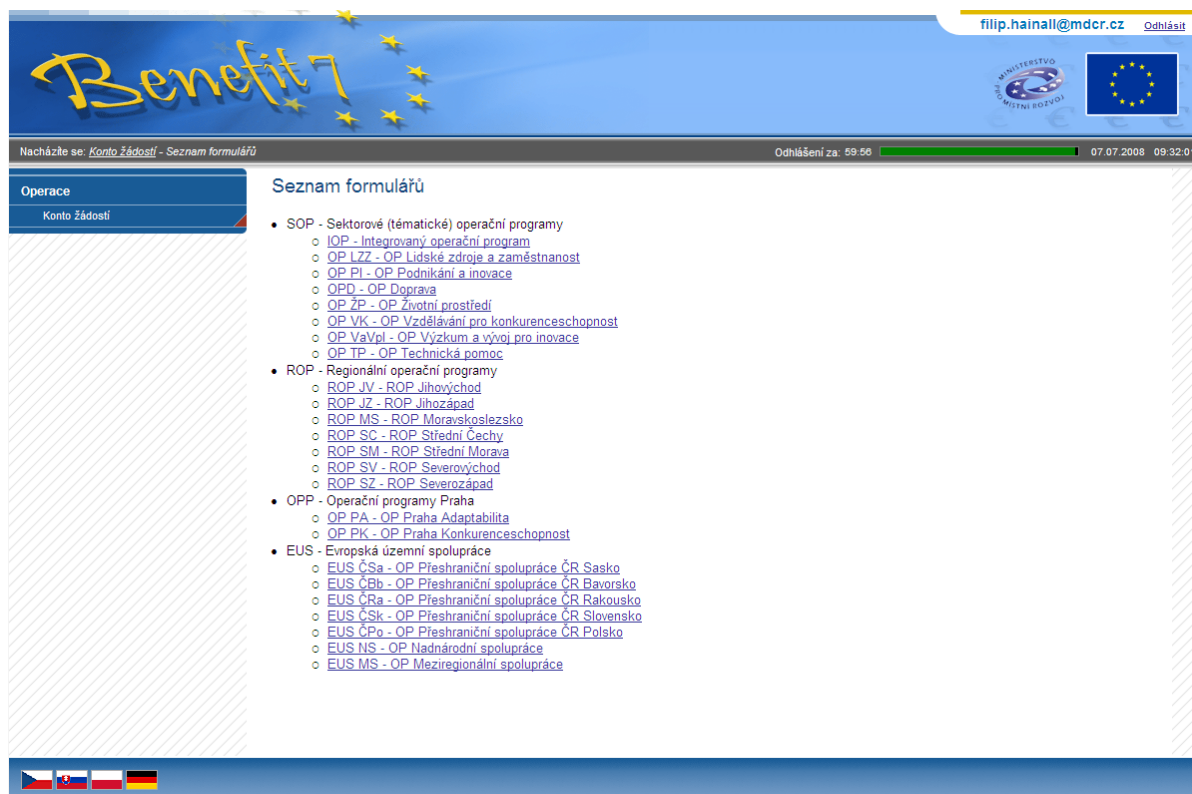 filip.hainall@mdcr.cz Odhlásit
Benefit 7
MINISTERSTVO
PRO MÍSTNÍ ROZVOJ
Nacházíte se: Konto žádostí - Seznam formulářů
Odhlášení za: 59:56
07.07.2008 09:32:01
Operace
Konto žádostí
Seznam formulářů
SOP - Sektorové (tématické) operační programy
IOP - Integrovaný operační program
OP LZZ - OP Lidské zdroje a zaměstnanost
OP PI - OP Podnikání a inovace
OPD - OP Doprava
OP ŽP - OP Životní prostředí
OP VK - OP Vzdělávání pro konkurenceschopnost
OP VaVpI - OP Výzkum a vývoj pro inovace
OP TP - OP Technická pomoc
ROP - Regionální operační programy
ROP JV - ROP Jihovýchod
ROP JZ - ROP Jihozápad
ROP MS - ROP Moravskoslezsko
ROP SC - ROP Střední Čechy
ROP SM - ROP Střední Morava
ROP SV - ROP Severovýchod
ROP SZ - ROP Severozápad
OPP - Operační programy Praha
OP PA - OP Praha Adaptabilita
OP PK - OP Praha Konkurenceschopnost
EUS - Evropská územní spolupráce
EUS ČSa - OP Přeshraniční spolupráce ČR Sasko
EUS ČBb - OP Přeshraniční spolupráce ČR Bavorsko
EUS ČRa - OP Přeshraniční spolupráce ČR Rakousko
EUS ČSk - OP Přeshraniční spolupráce ČR Slovensko
EUS ČPo - OP Přeshraniční spolupráce ČR Polsko
EUS NS - OP Nadnárodní spolupráce
EUS MS - OP Meziregionální spolupráce